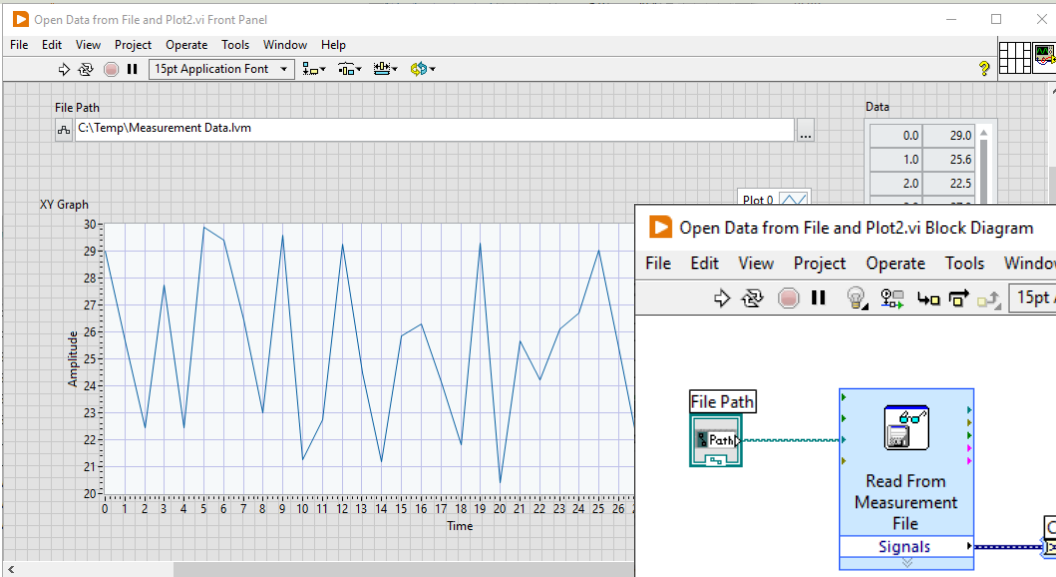 Open Data from File and Plot2.vi Front Panel
File Edit View Project Operate Tools Window Help
15pt Application Font
File Path
C:\Temp\Measurement Data.lvm
...
Data
0.0 29.0
1.0 25.6
2.0 22.5
XY Graph
Plot 0
30
29
28
27
26
25
24
23
22
21
20
Amplitude
0 1 2 3 4 5 6 7 8 9 10 11 12 13 14 15 16 17 18 19 20 21 22 23 24 25 26
Time
Open Data from File and Plot2.vi Block Diagram
File Edit View Project Operate Tools Window
15pt
File Path
Path
Read From
Measurement
File
Signals